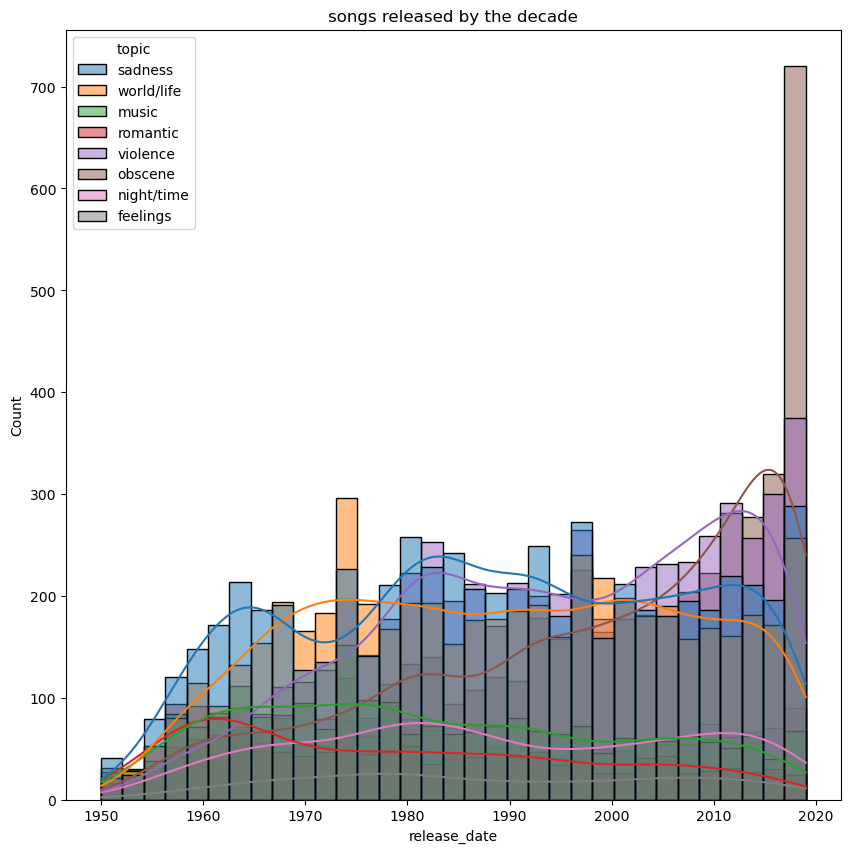 songs released by the decade
topic
sadness
world/life
music
romantic
violence
obscene
night/time
feelings
700
600
500
400
300
200
100
0
Count
1950 1960 1970 1980 1990 2000 2010 2020
release_date